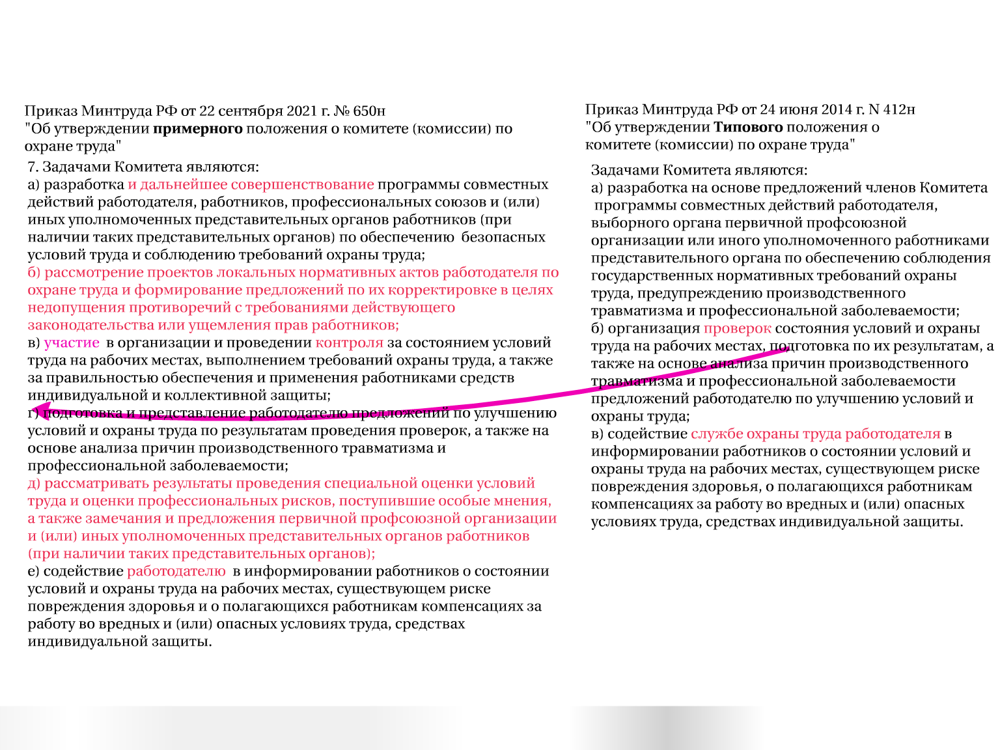 Приказ Минтруда РФ от 22 сентября 2021 г. № 650н
"Об утверждении примерного положения о комитете (комиссии) по
охране труда"
7. Задачами Комитета являются:
а) разработка и дальнейшее совершенствование программы совместных
действий работодателя, работников, профессиональных союзов и (или)
иных уполномоченных представительных органов работников (при
наличии таких представительных органов) по обеспечению безопасных
условий труда и соблюдению требований охраны труда;
б) рассмотрение проектов локальных нормативных актов работодателя по
охране труда и формирование предложений по их корректировке в целях
недопущения противоречий с требованиями действующего
законодательства или ущемления прав работников;
в) участие в организации и проведении контроля за состоянием условий
труда на рабочих местах, выполнением требований охраны труда, а также
за правильностью обеспечения и применения работниками средств
индивидуальной и коллективной защиты;
г) подготовка и представление работодателю предложений по улучшению
условий и охраны труда по результатам проведения проверок, а также на
основе анализа причин производственного травматизма и
профессиональной заболеваемости;
д) рассматривать результаты проведения специальной оценки условий
труда и оценки профессиональных рисков, поступившие особые мнения,
а также замечания и предложения первичной профсоюзной организации
и (или) иных уполномоченных представительных органов работников
(при наличии таких представительных органов);
е) содействие работодателю в информировании работников о состоянии
условий и охраны труда на рабочих местах, существующем риске
повреждения здоровья и о полагающихся работникам компенсациях за
работу во вредных и (или) опасных условиях труда, средствах
индивидуальной защиты.
Приказ Минтруда РФ от 24 июня 2014 г. N 412н
"Об утверждении Типового положения о
комитете (комиссии) по охране труда"
Задачами Комитета являются:
а) разработка на основе предложений членов Комитета
программы совместных действий работодателя,
выборного органа первичной профсоюзной
организации или иного уполномоченного работниками
представительного органа по обеспечению соблюдения
государственных нормативных требований охраны
труда, предупреждению производственного
травматизма и профессиональной заболеваемости;
б) организация проверок состояния условий и охраны
труда на рабочих местах, подготовка по их результатам, а
также на основе анализа причин производственного
травматизма и профессиональной заболеваемости
предложений работодателю по улучшению условий и
охраны труда;
в) содействие службе охраны труда работодателя в
информировании работников о состоянии условий и
охраны труда на рабочих местах, существующем риске
повреждения здоровья, о полагающихся работникам
компенсациях за работу во вредных и (или) опасных
условиях труда, средствах индивидуальной защиты.